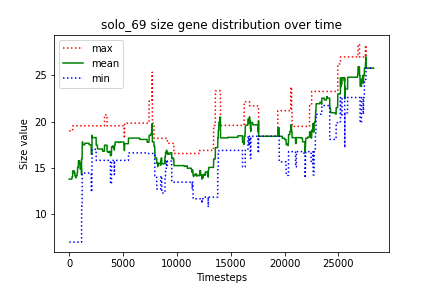 solo_69 size gene distribution over time
max
mean
min
Size value
25
20
15
10
0
5000
10000
15000
20000
25000
Timesteps